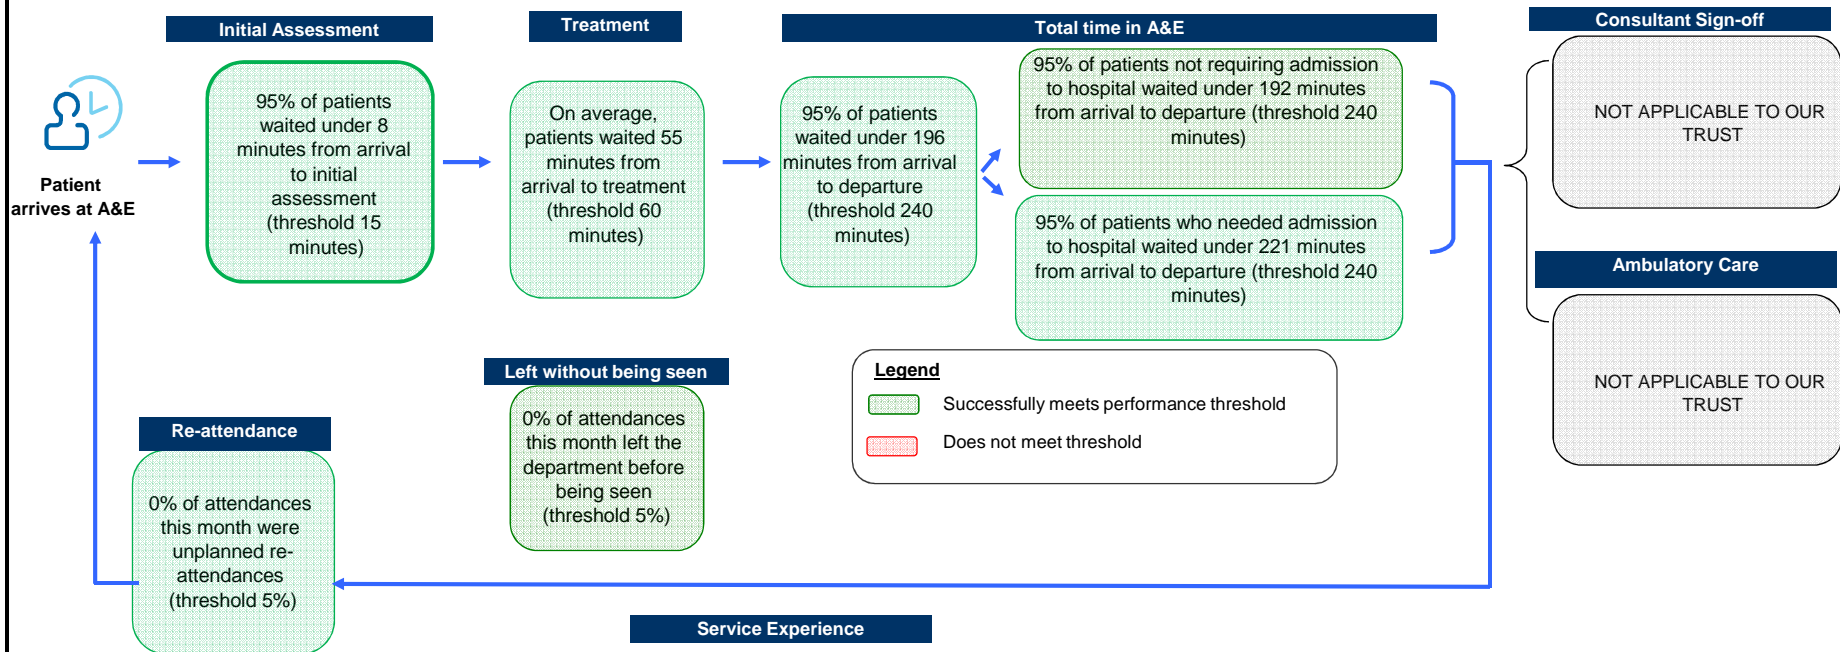 Patient
arrives at A&E
Initial Assessment
95% of patients
waited under 8
minutes from arrival
to initial
assessment
(threshold 15
minutes)
Treatment
On average,
patients waited 55
minutes from
arrival to treatment
(threshold 60
minutes)
Total time in A&E
95% of patients
waited under 196
minutes from arrival
to departure
(threshold 240
minutes)
95% of patients not requiring admission
to hospital waited under 192 minutes
from arrival to departure (threshold 240
minutes)
95% of patients who needed admission
to hospital waited under 221 minutes
from arrival to departure (threshold 240
minutes)
Consultant Sign-off
NOT APPLICABLE TO OUR
TRUST
Ambulatory Care
NOT APPLICABLE TO OUR
TRUST
Left without being seen
0% of attendances
this month left the
department before
being seen
(threshold 5%)
Legend
Successfully meets performance threshold
Does not meet threshold
Re-attendance
0% of attendances
this month were
unplanned re-
attendances
(threshold 5%)
Service Experience